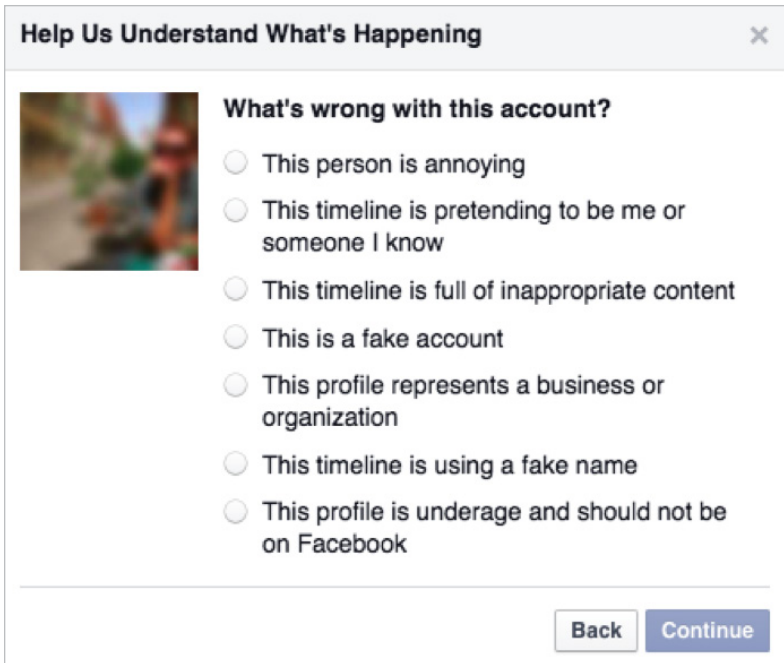 Help Us Understand What's Happening
What's wrong with this account?
This person is annoying
This timeline is pretending to be me or
someone I know
This timeline is full of inappropriate content
This is a fake account
This profile represents a business or
organization
This timeline is using a fake name
This profile is underage and should not be
on Facebook
Back Continue